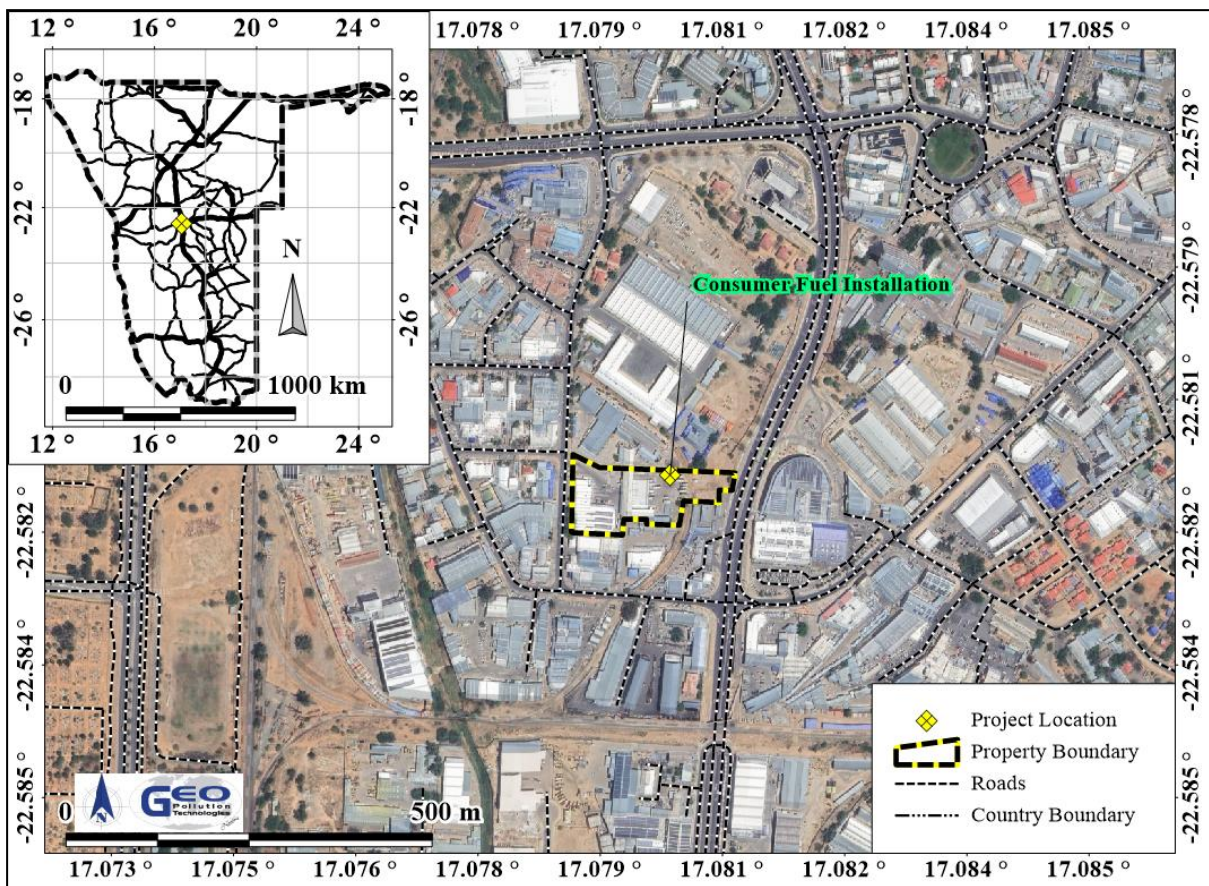 12 16 20 24 °
-18 °
-22 °
-26 °
-18 °
-22 °
-26 °
N
0 1000 km
12 16 20 24 °
17.078 ° 17.079 ° 17.081 ° 17.082 ° 17.084 ° 17.085 °
-22.578 °
-22.579 °
-22.581 °
-22.582 °
-22.584 °
-22.585 °
Consumer Fuel Installation
-22.582 °
-22.584 °
-22.585 °
Project Location
Property Boundary
Roads
Country Boundary
N
GEO
Pollution
Technologies
0 500 m
17.073 ° 17.075 ° 17.076 ° 17.078 ° 17.079 ° 17.081 ° 17.082 ° 17.084 ° 17.085 °